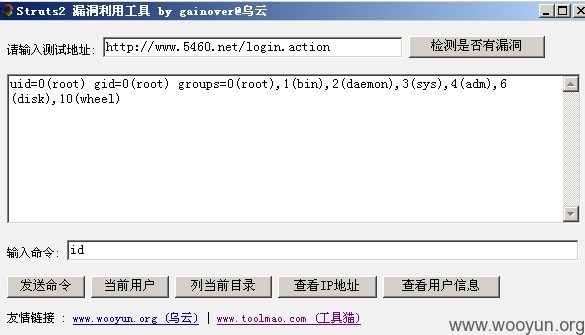 Struts2 漏洞利用工具 by gainover@乌云
请输入测试地址: http://www.5460.net/login.action 检测是否有漏洞
uid=0(root) gid=0(root) groups=0(root),1(bin),2(daemon),3(sys),4(adm),6
(disk),10(wheel)
输入命令: id
发送命令 当前用户 列当前目录 查看IP地址 查看用户信息
友情链接 : www.wooyun.org (乌云) | www.toolmao.com (工具猫)
www.wooyun.org